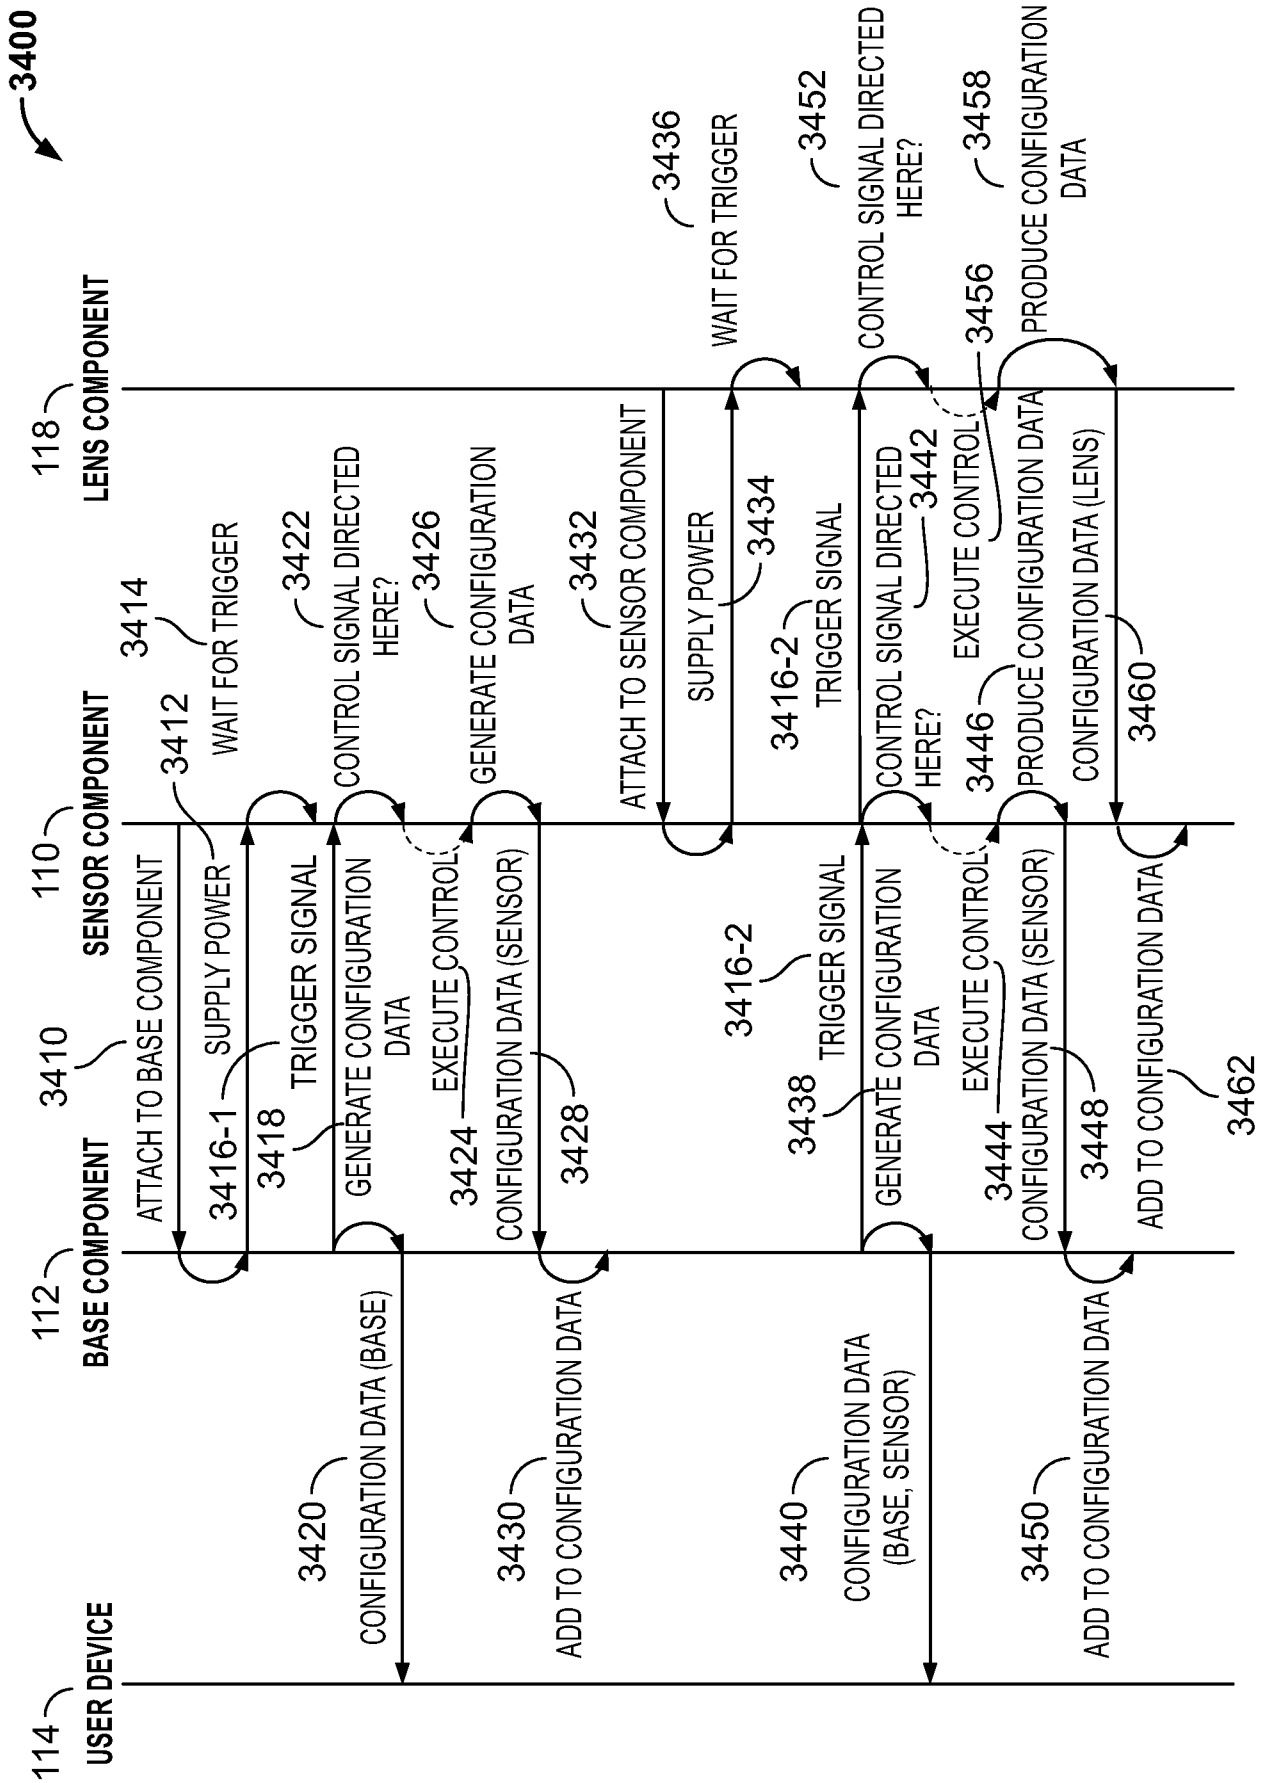 3400
114
USER DEVICE
112
BASE COMPONENT
110
SENSOR COMPONENT
118
LENS COMPONENT
3410
ATTACH TO BASE COMPONENT
3412
SUPPLY POWER
3414
WAIT FOR TRIGGER
3416-1
TRIGGER SIGNAL
3418
GENERATE CONFIGURATION
DATA
3420
CONFIGURATION DATA (BASE)
3422
CONTROL SIGNAL DIRECTED
HERE?
3424
EXECUTE CONTROL
3426
GENERATE CONFIGURATION
DATA
CONFIGURATION DATA (SENSOR)
3428
3430
ADD TO CONFIGURATION DATA
3432
ATTACH TO SENSOR COMPONENT
SUPPLY POWER
3434
3436
WAIT FOR TRIGGER
3416-2
TRIGGER SIGNAL
3416-2
TRIGGER SIGNAL
3438
GENERATE CONFIGURATION
DATA
3440
CONFIGURATION DATA
(BASE, SENSOR)
CONTROL SIGNAL DIRECTED
HERE?
3442
3452
CONTROL SIGNAL DIRECTED
HERE?
EXECUTE CONTROL
3444
EXECUTE CONTROL
3456
3446
PRODUCE CONFIGURATION DATA
3458
PRODUCE CONFIGURATION
DATA
CONFIGURATION DATA (SENSOR)
3448
3450
ADD TO CONFIGURATION DATA
CONFIGURATION DATA (LENS)
3460
ADD TO CONFIGURATION DATA
3462